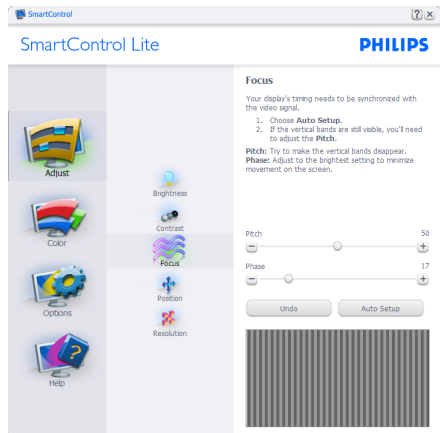 SmartControl
SmartControl Lite
PHILIPS
Adjust
Color
Options
Help
Brightness
Contrast
Focus
Position
Resolution
Focus
Your display's timing needs to be synchronized with
the video signal.
1. Choose Auto Setup.
2. If the vertical bands are still visible, you'll need
to adjust the Pitch.
Pitch: Try to make the vertical bands disappear.
Phase: Adjust to the brightest setting to minimize
movement on the screen.
Pitch 50
Phase 17
Undo Auto Setup